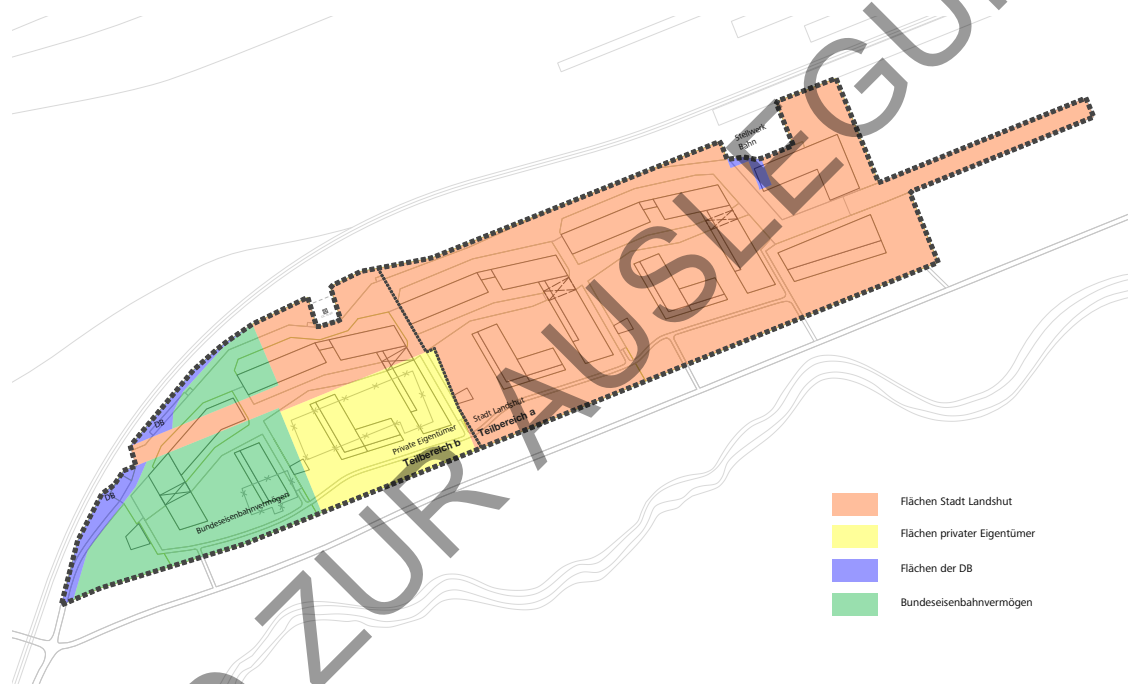 Stellwerk
Bahn
ZUR AUSLEGU
DB
DB
Stadt Landshut
Teilbereich a
Private Eigentümer
Teilbereich b
Bundeseisenbahnvermögen
Flächen Stadt Landshut
Flächen privater Eigentümer
Flächen der DB
Bundeseisenbahnvermögen